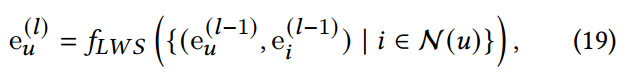 e_u^{(l)} = f_{LWS} ( { (e_u^{(l-1)}, e_i^{(l-1)}) | i ∈ 𝒩(u) } ) , (19)